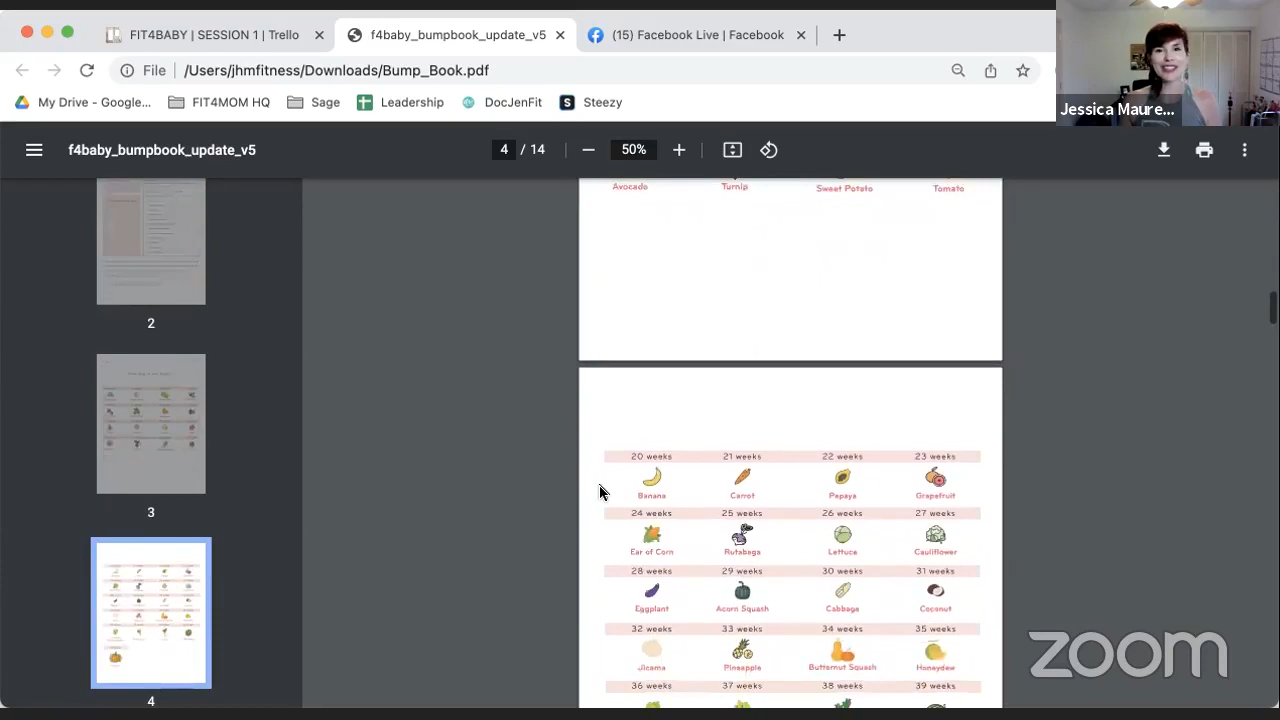 FIT4BABY | SESSION 1 | Trello
f4baby_bumpbook_update_v5
(15) Facebook Live | Facebook
File /Users/jhmfitness/Downloads/Bump_Book.pdf
My Drive - Google...
FIT4MOM HQ
Sage
Leadership
DocJenFit
Steezy
Jessica Maure...
f4baby_bumpbook_update_v5
4 / 14
50%
Avocado Turnip Sweet Potato Tomato
2
3
4
20 weeks 21 weeks 22 weeks 23 weeks
Banana Carrot Papaya Grapefruit
24 weeks 25 weeks 26 weeks 27 weeks
Ear of Corn Rutabaga Lettuce Cauliflower
28 weeks 29 weeks 30 weeks 31 weeks
Eggplant Acorn Squash Cabbage Coconut
32 weeks 33 weeks 34 weeks 35 weeks
Jicama Pineapple Butternut Squash Honeydew
36 weeks 37 weeks 38 weeks 39 weeks
zoom